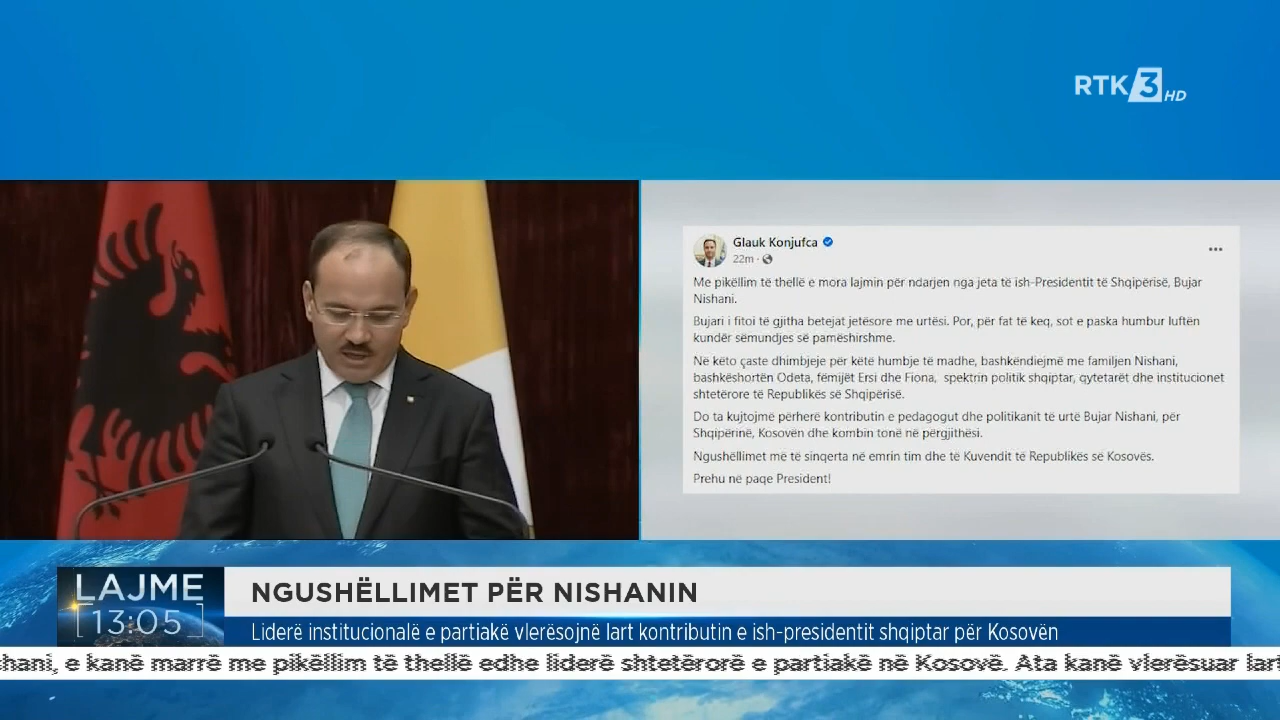 RTK 3 HD
Glauk Konjufca
22m ·
Me pikëllim të thellë e mora lajmin për ndarjen nga jeta të ish-Presidentit të Shqipërisë, Bujar
Nishani.
Bujari i fitoi të gjitha betejat jetësore me urtësi. Por, për fat të keq, sot e paska humbur luftën
kundër sëmundjes së pamëshirshme.
Në këto çaste dhimbjeje për këtë humbje të madhe, bashkëndiejmë me familjen Nishani,
bashkëshortën Odeta, fëmijët Ersi dhe Fiona, spektrin politik shqiptar, qytetarët dhe institucionet
shtetërore të Republikës së Shqipërisë.
Do ta kujtojmë përherë kontributin e pedagogut dhe politikanit të urtë Bujar Nishani, për
Shqipërinë, Kosovën dhe kombin tonë në përgjithësi.
Ngushëllimet më të sinqerta në emrin tim dhe të Kuvendit të Republikës së Kosovës.
Prehu në paqe President!
LAJME
13:05
NGUSHËLLIMET PËR NISHANIN
Liderë institucionalë e partiakë vlerësojnë lart kontributin e ish-presidentit shqiptar për Kosovën
hani, e kanë marrë me pikëllim të thellë edhe liderë shtetërorë e partiakë në Kosovë. Ata kanë vlerësuar lart